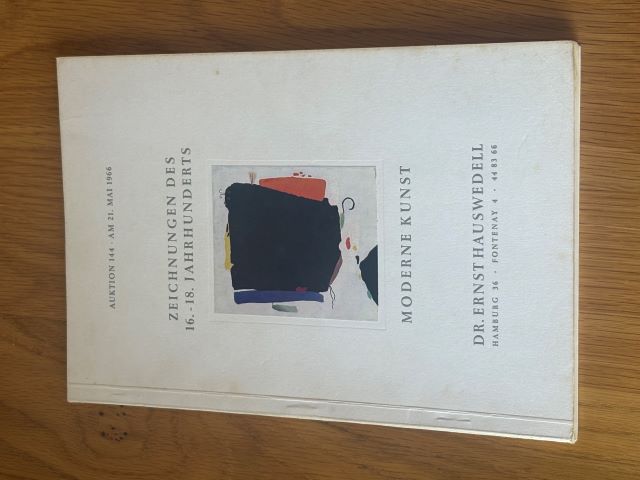 AUKTION 144 · AM 21. MAI 1966
ZEICHNUNGEN DES
16.-18. JAHRHUNDERTS
MODERNE KUNST
DR. ERNST HAUSWEDELL
HAMBURG 36 · FONTENAY 4 · 44 83 66